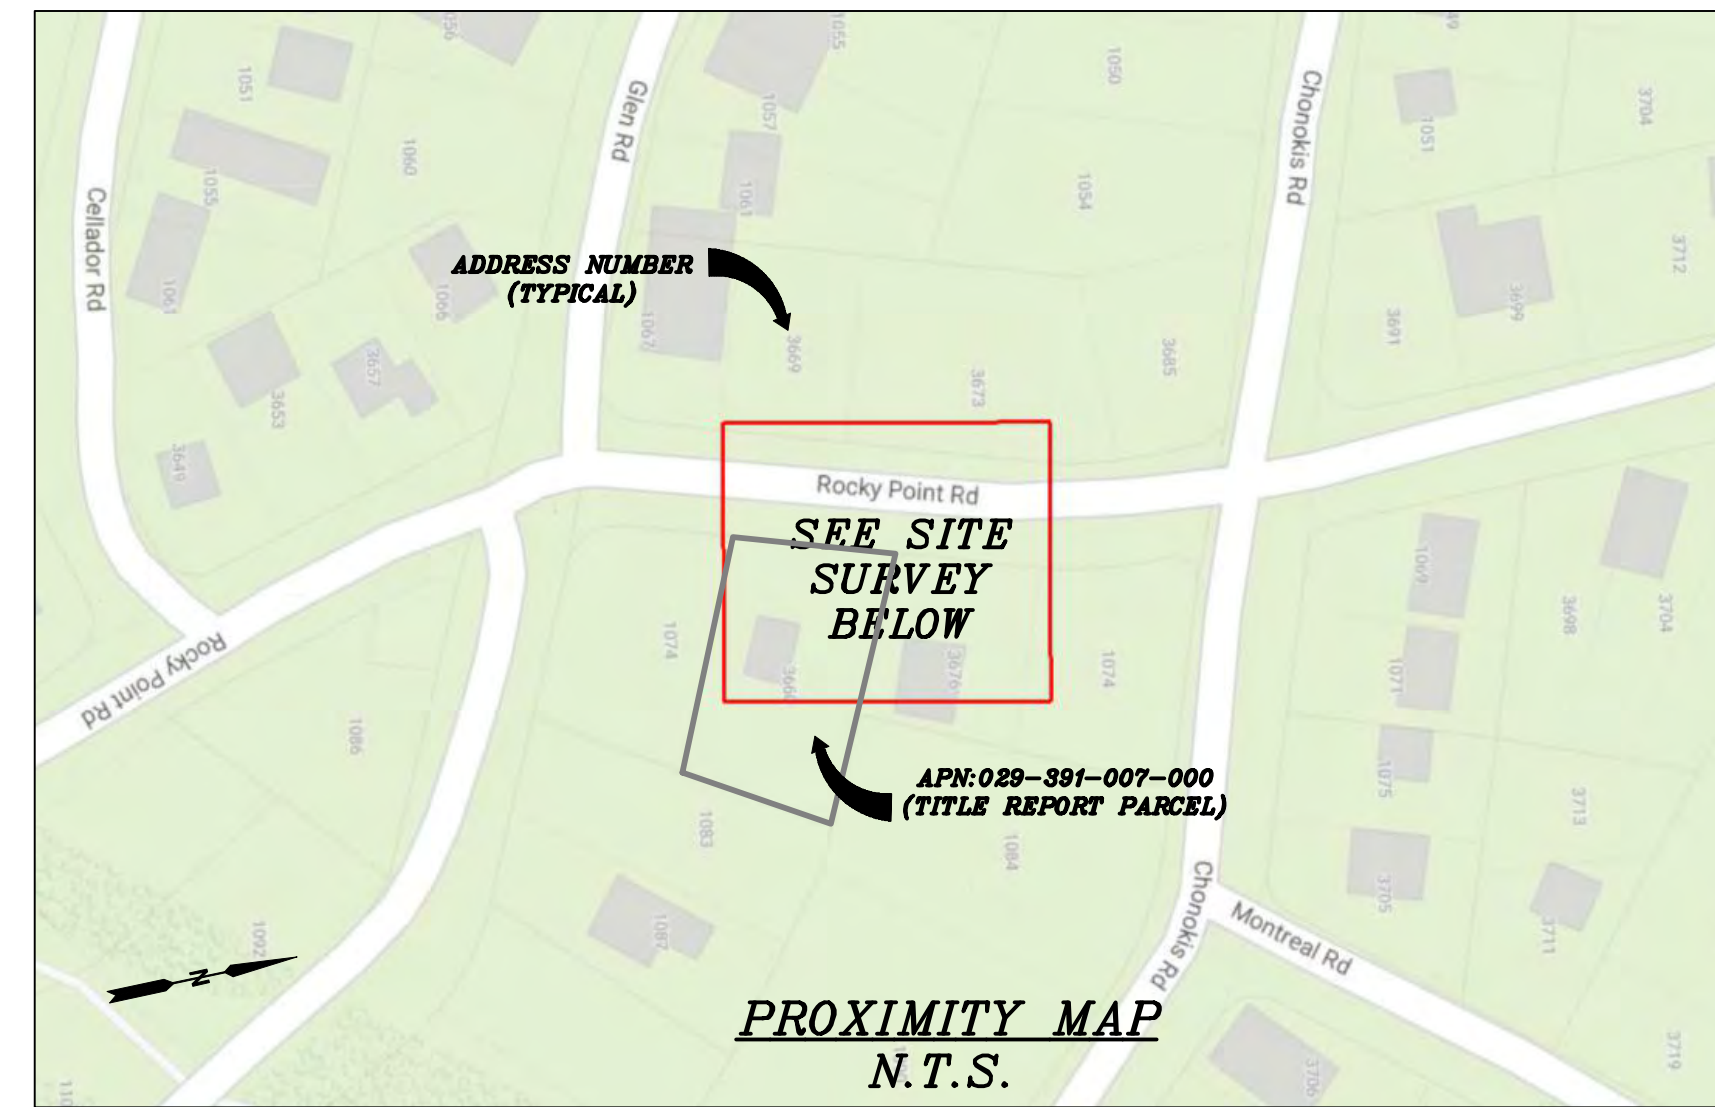 1051
1056
1055
1050
Chonokis Rd
1051
3704
Glen Rd
1057
1060
1055
1061
1054
3712
Cellador Rd
ADDRESS NUMBER
(TYPICAL)
1061
1066
1067
3669
3699
3691
3685
3657
3673
3653
3649
Rocky Point Rd
SEE SITE
SURVEY
BELOW
1069
3698
3704
1074
3676
1074
1071
Rocky Point Rd
1086
1075
APN:029-391-007-000
(TITLE REPORT PARCEL)
3713
1083
1084
3705
1087
1092
N
Chonokis Rd
Montreal Rd
3711
PROXIMITY MAP
N.T.S.
3706
3719